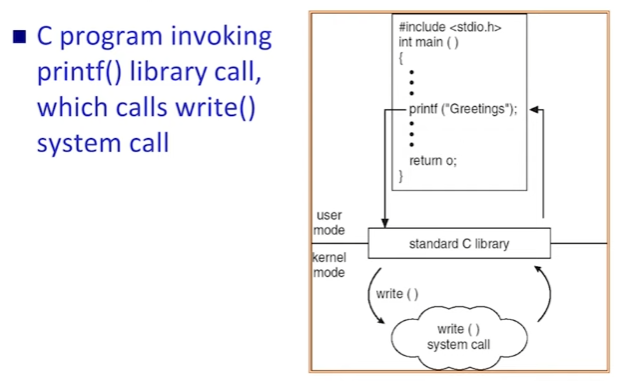 C program invoking
printf() library call,
which calls write()
system call
#include <stdio.h>
int main ( )
{
printf ("Greetings");
return o;
}
user
mode
standard C library
kernel
mode
write ( )
write ( )
system call